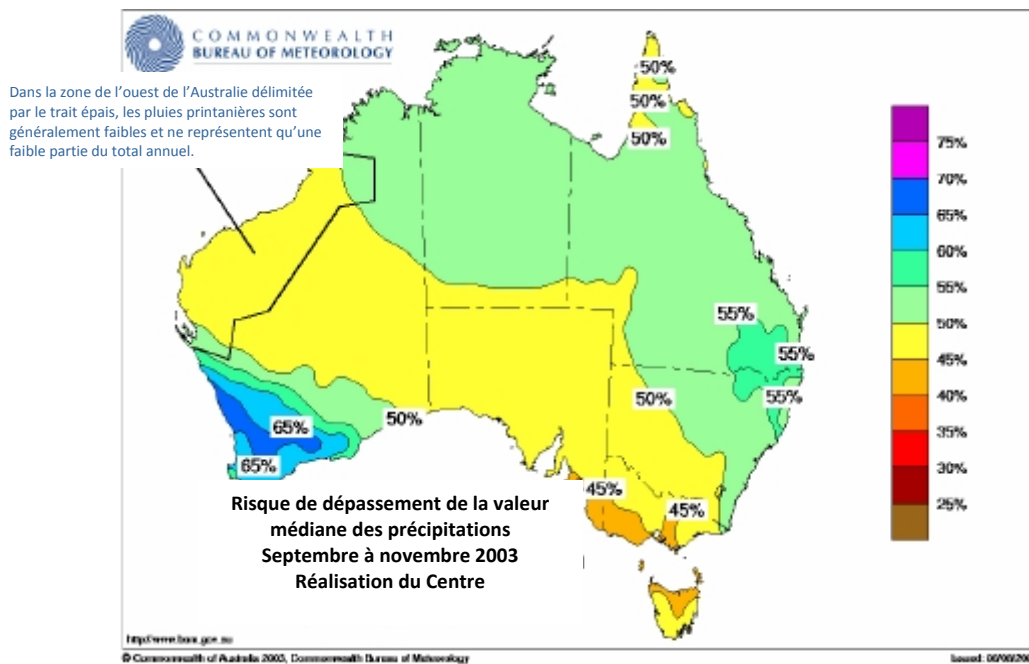 COMMONWEALTH
BUREAU OF METEOROLOGY
Dans la zone de l’ouest de l’Australie délimitée
par le trait épais, les pluies printanières sont
généralement faibles et ne représentent qu’une
faible partie du total annuel.
50%
50%
50%
75%
70%
65%
60%
55%
50%
45%
40%
35%
30%
25%
55%
55%
55%
50%
50%
65%
65%
45%
45%
Risque de dépassement de la valeur
médiane des précipitations
Septembre à novembre 2003
Réalisation du Centre
http://www.bom.gov.au
© Commonwealth of Australia 2003, Commonwealth Bureau of Meteorology
Issued: